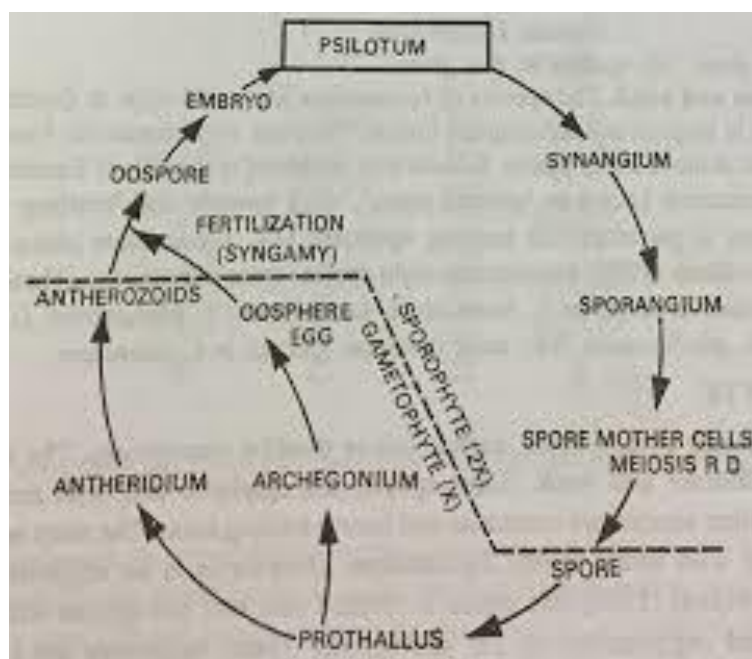 PSILOTUM
EMBRYO
SYNANGIUM
OOSPORE
FERTILIZATION
(SYNGAMY)
ANTHEROZOIDS
OOSPHERE
EGG
SPORANGIUM
SPOROPHYTE (2X)
GAMETOPHYTE (X)
SPORE MOTHER CELLS
MEIOSIS R D
ANTHERIDIUM
ARCHEGONIUM
SPORE
PROTHALLUS